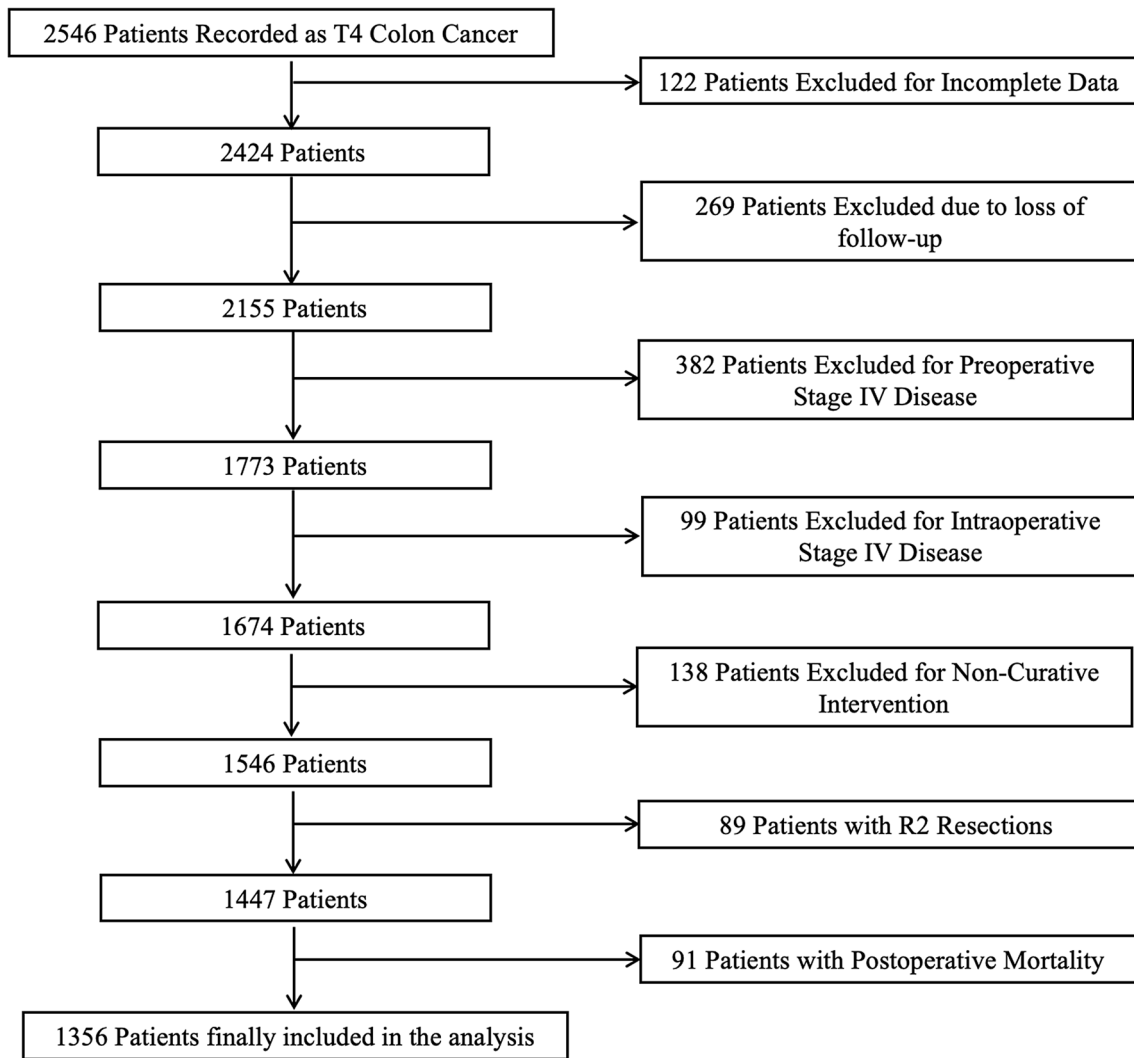 2546 Patients Recorded as T4 Colon Cancer
122 Patients Excluded for Incomplete Data
2424 Patients
269 Patients Excluded due to loss of
follow-up
2155 Patients
382 Patients Excluded for Preoperative
Stage IV Disease
1773 Patients
99 Patients Excluded for Intraoperative
Stage IV Disease
1674 Patients
138 Patients Excluded for Non-Curative
Intervention
1546 Patients
89 Patients with R2 Resections
1447 Patients
91 Patients with Postoperative Mortality
1356 Patients finally included in the analysis